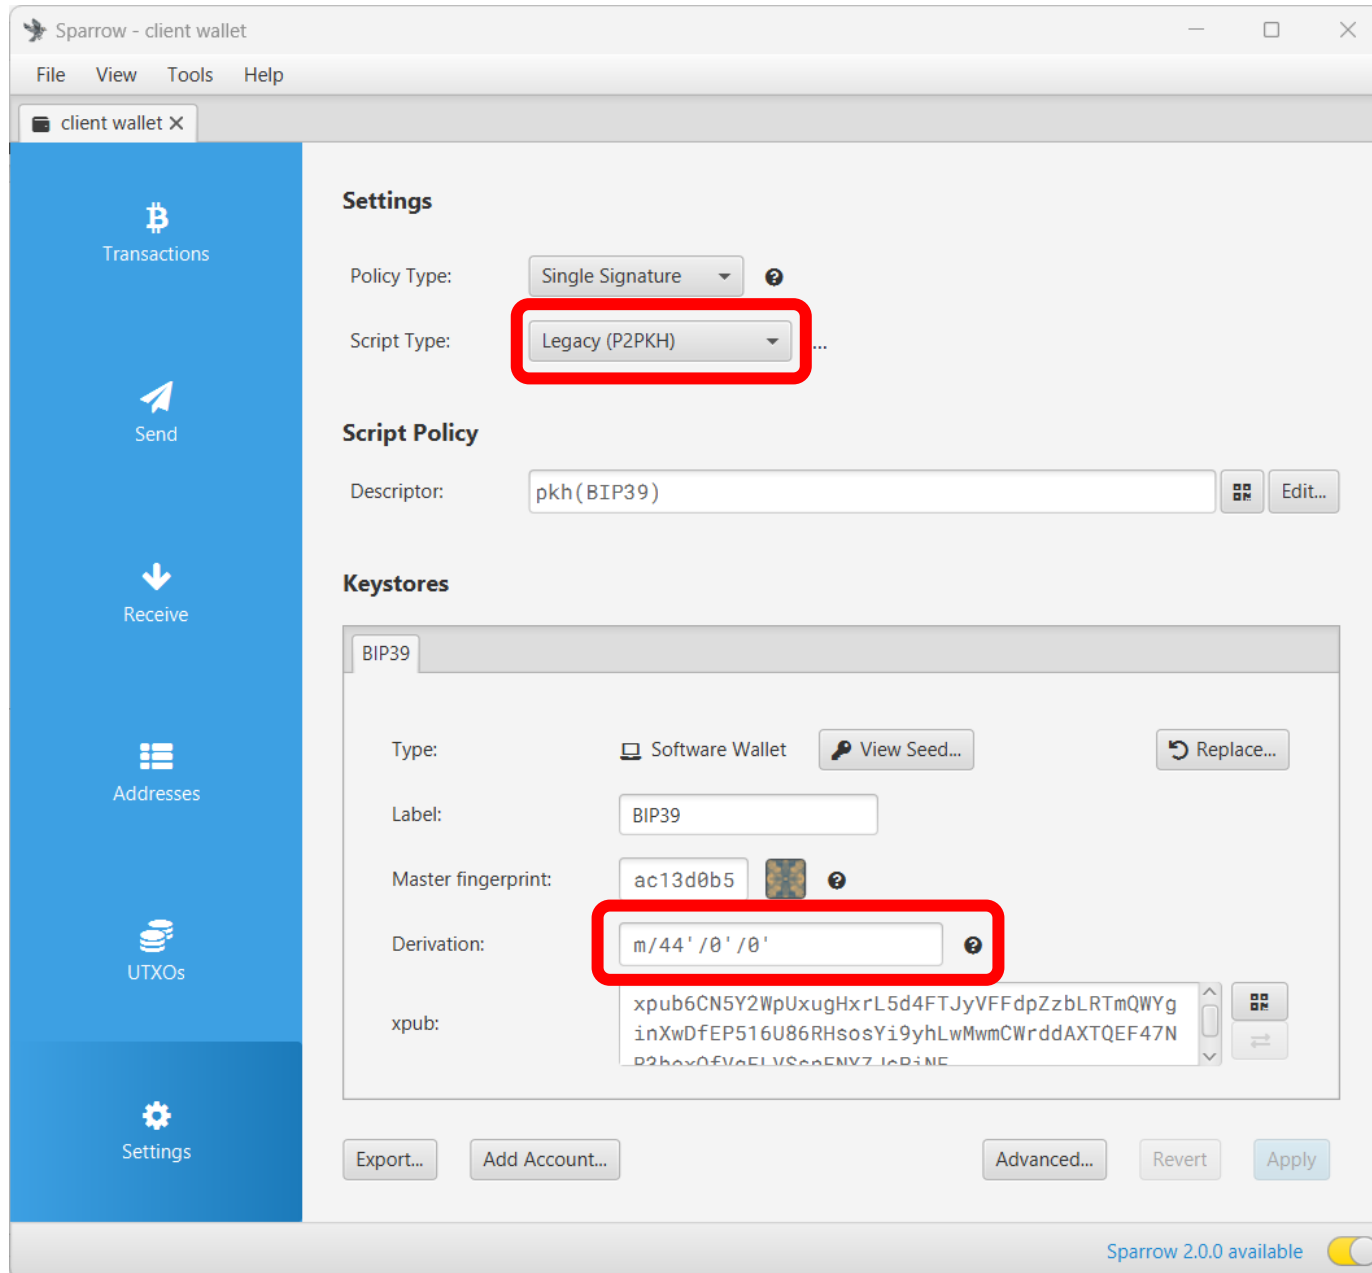 Sparrow - client wallet
File View Tools Help
client wallet
Transactions
Send
Receive
Addresses
UTXOs
Settings
Settings
Policy Type: Single Signature
Script Type: Legacy (P2PKH) ...
Script Policy
Descriptor: pkh(BIP39) Edit...
Keystores
BIP39
Type: Software Wallet View Seed... Replace...
Label: BIP39
Master fingerprint: ac13d0b5
Derivation: m/44'/0'/0'
xpub: xpub6CN5Y2WpUxugHxrL5d4FTJyVFFdpZzbLRTmQWYg
inXwDfEP516U86RHsosYi9yhLwMwmCWrddAXTQEF47N
Export... Add Account... Advanced... Revert Apply
Sparrow 2.0.0 available